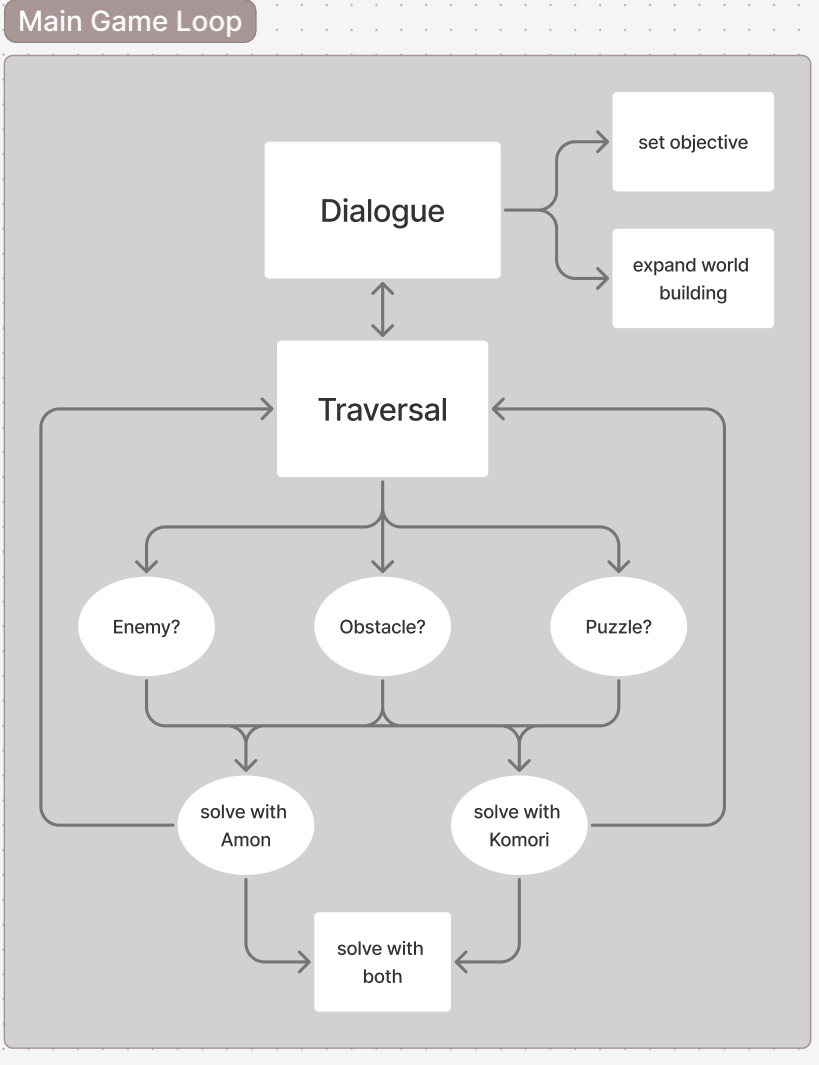 Main Game Loop
set objective
Dialogue
expand world
building
Traversal
Enemy?
Obstacle?
Puzzle?
solve with
Amon
solve with
Komori
solve with
both